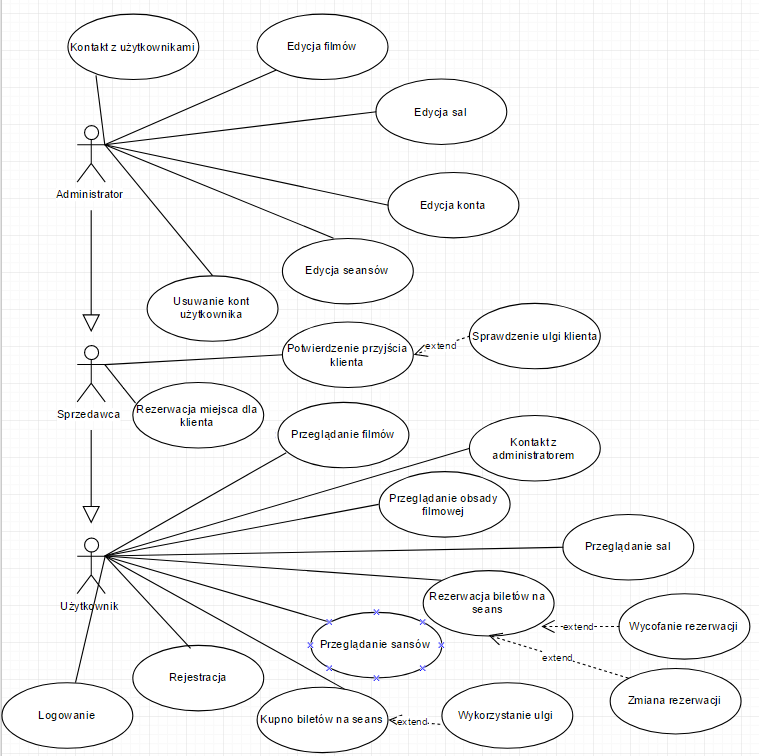 Kontakt z użytkownikami
Edycja filmów
Edycja sal
Administrator
Edycja konta
Edycja seansów
Usuwanie kont
użytkownika
Potwierdzenie przyjścia
klienta
extend
Sprawdzenie ulgi klienta
Sprzedawca
Rezerwacja miejsca dla
klienta
Przeglądanie filmów
Kontakt z
administratorem
Przeglądanie obsady
filmowej
Przeglądanie sal
Użytkownik
Rezerwacja biletów na
seans
extend
Wycofanie rezerwacji
Przeglądanie sansów
extend
Rejestracja
Zmiana rezerwacji
Logowanie
Kupno biletów na seans
extend
Wykorzystanie ulgi